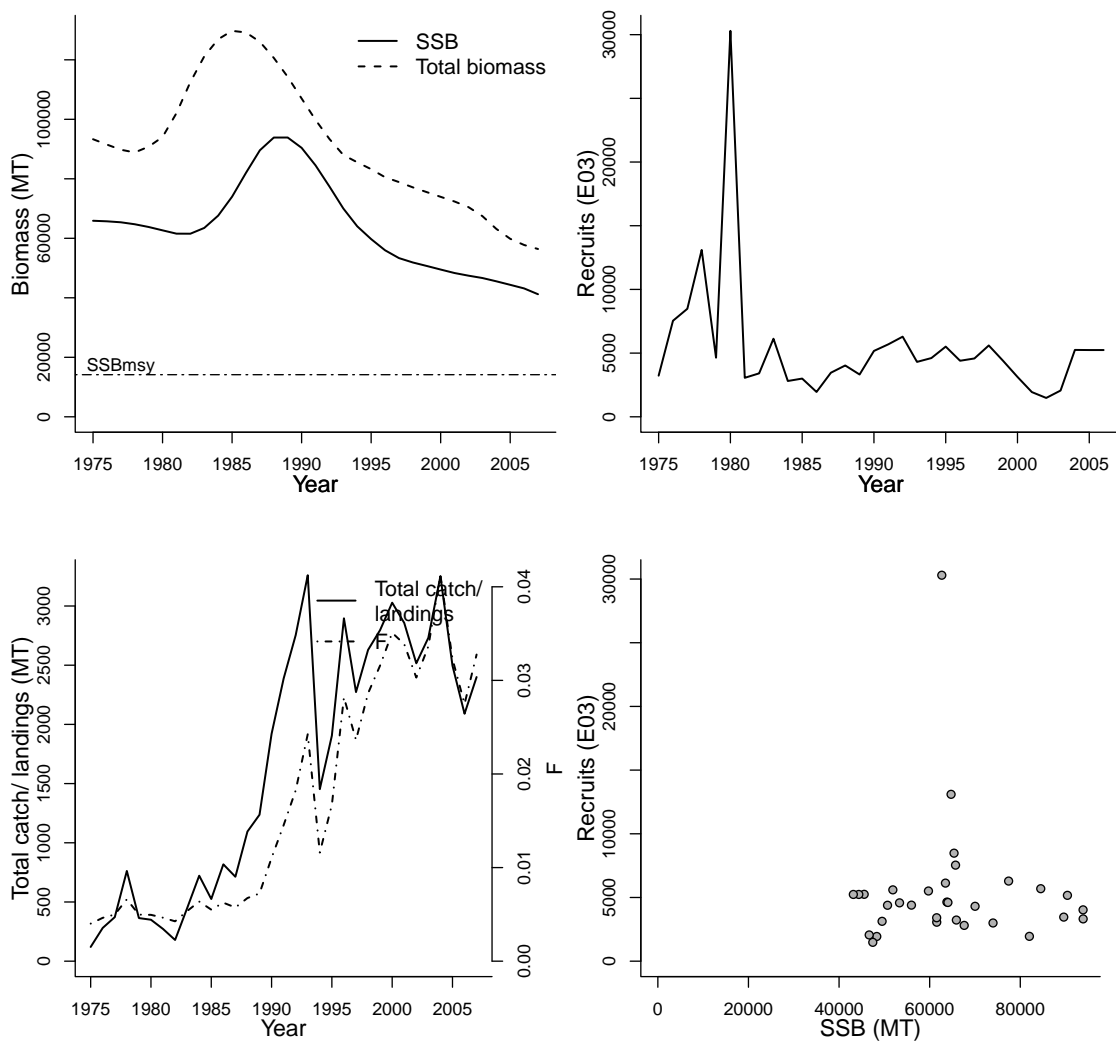 Biomass (MT)
0
20000
60000
100000
SSB
Total biomass
SSBmsy
1975 1980 1985 1990 1995 2000 2005
Year
Recruits (E03)
0
5000
10000
20000
30000
1975 1980 1985 1990 1995 2000 2005
Year
Total catch/ landings (MT)
0
500
1000
1500
2000
2500
3000
Total catch/
landings
F
0.00
0.01
0.02
0.03
0.04
F
1975 1980 1985 1990 1995 2000 2005
Year
Recruits (E03)
0
5000
10000
20000
30000
0 20000 40000 60000 80000
SSB (MT)